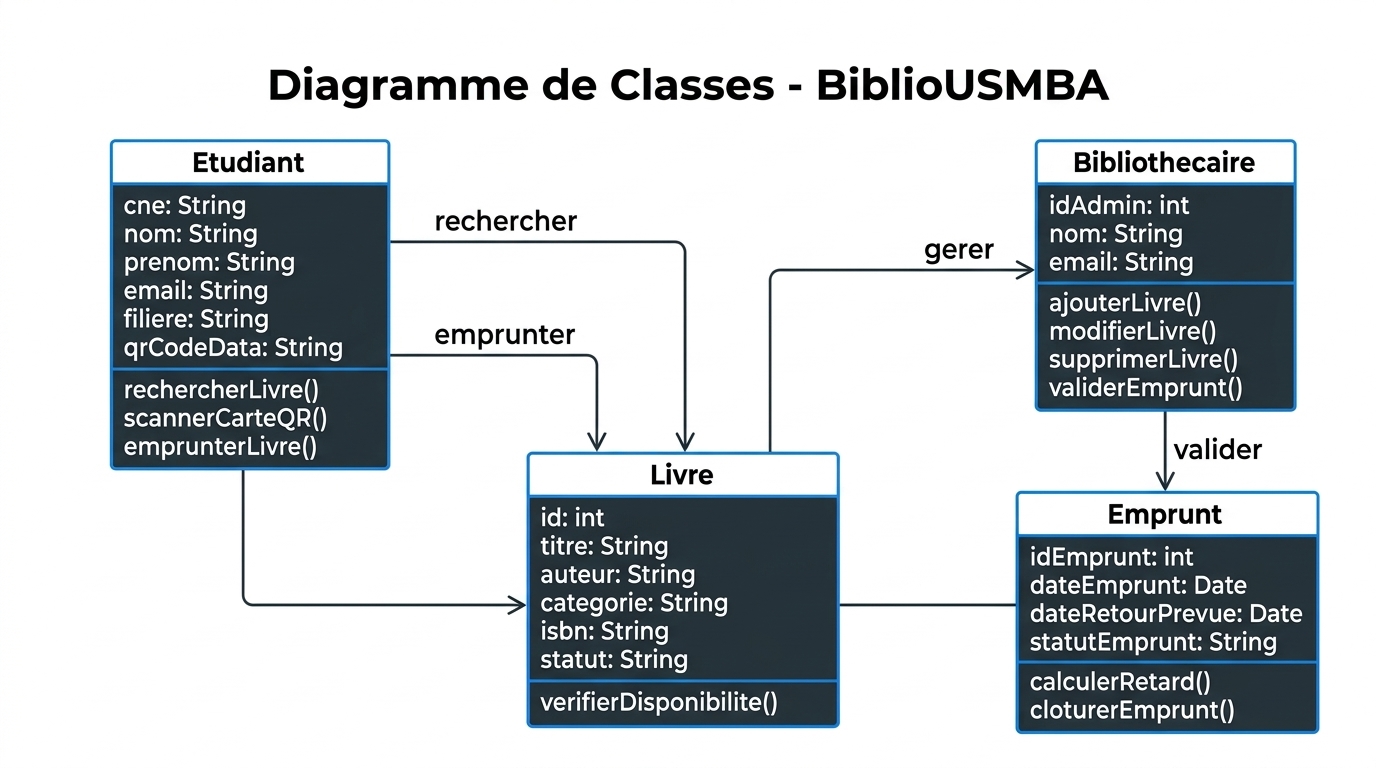 Diagramme de Classes - BiblioUSMBA
Etudiant
cne: String
nom: String
prenom: String
email: String
filiere: String
qrCodeData: String
rechercherLivre()
scannerCarteQR()
emprunterLivre()
rechercher
emprunter
gerer
Bibliothecaire
idAdmin: int
nom: String
email: String
ajouterLivre()
modifierLivre()
supprimerLivre()
validerEmprunt()
valider
Livre
id: int
titre: String
auteur: String
categorie: String
isbn: String
statut: String
verifierDisponibilite()
Emprunt
idEmprunt: int
dateEmprunt: Date
dateRetourPrevue: Date
statutEmprunt: String
calculerRetard()
cloturerEmprunt()